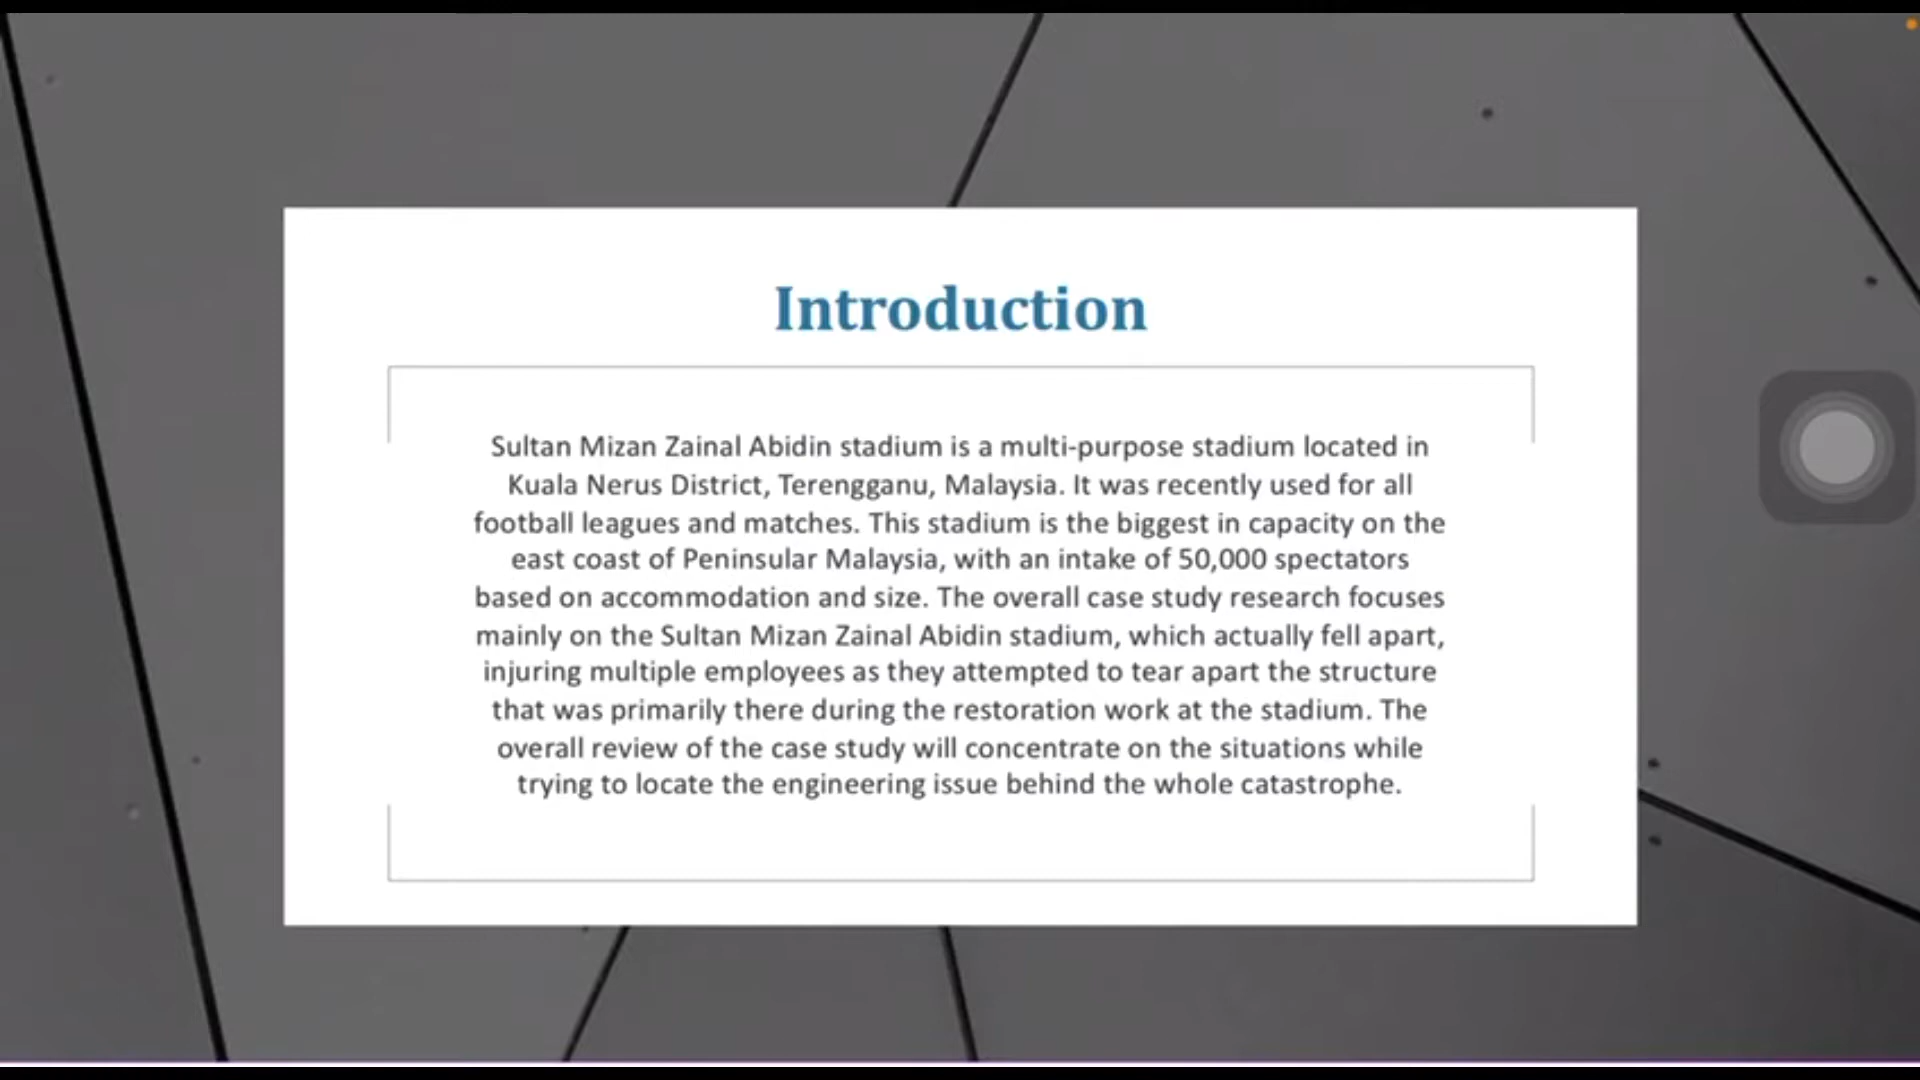 Introduction
Sultan Mizan Zainal Abidin stadium is a multi-purpose stadium located in
Kuala Nerus District, Terengganu, Malaysia. It was recently used for all
football leagues and matches. This stadium is the biggest in capacity on the
east coast of Peninsular Malaysia, with an intake of 50,000 spectators
based on accommodation and size. The overall case study research focuses
mainly on the Sultan Mizan Zainal Abidin stadium, which actually fell apart,
injuring multiple employees as they attempted to tear apart the structure
that was primarily there during the restoration work at the stadium. The
overall review of the case study will concentrate on the situations while
trying to locate the engineering issue behind the whole catastrophe.